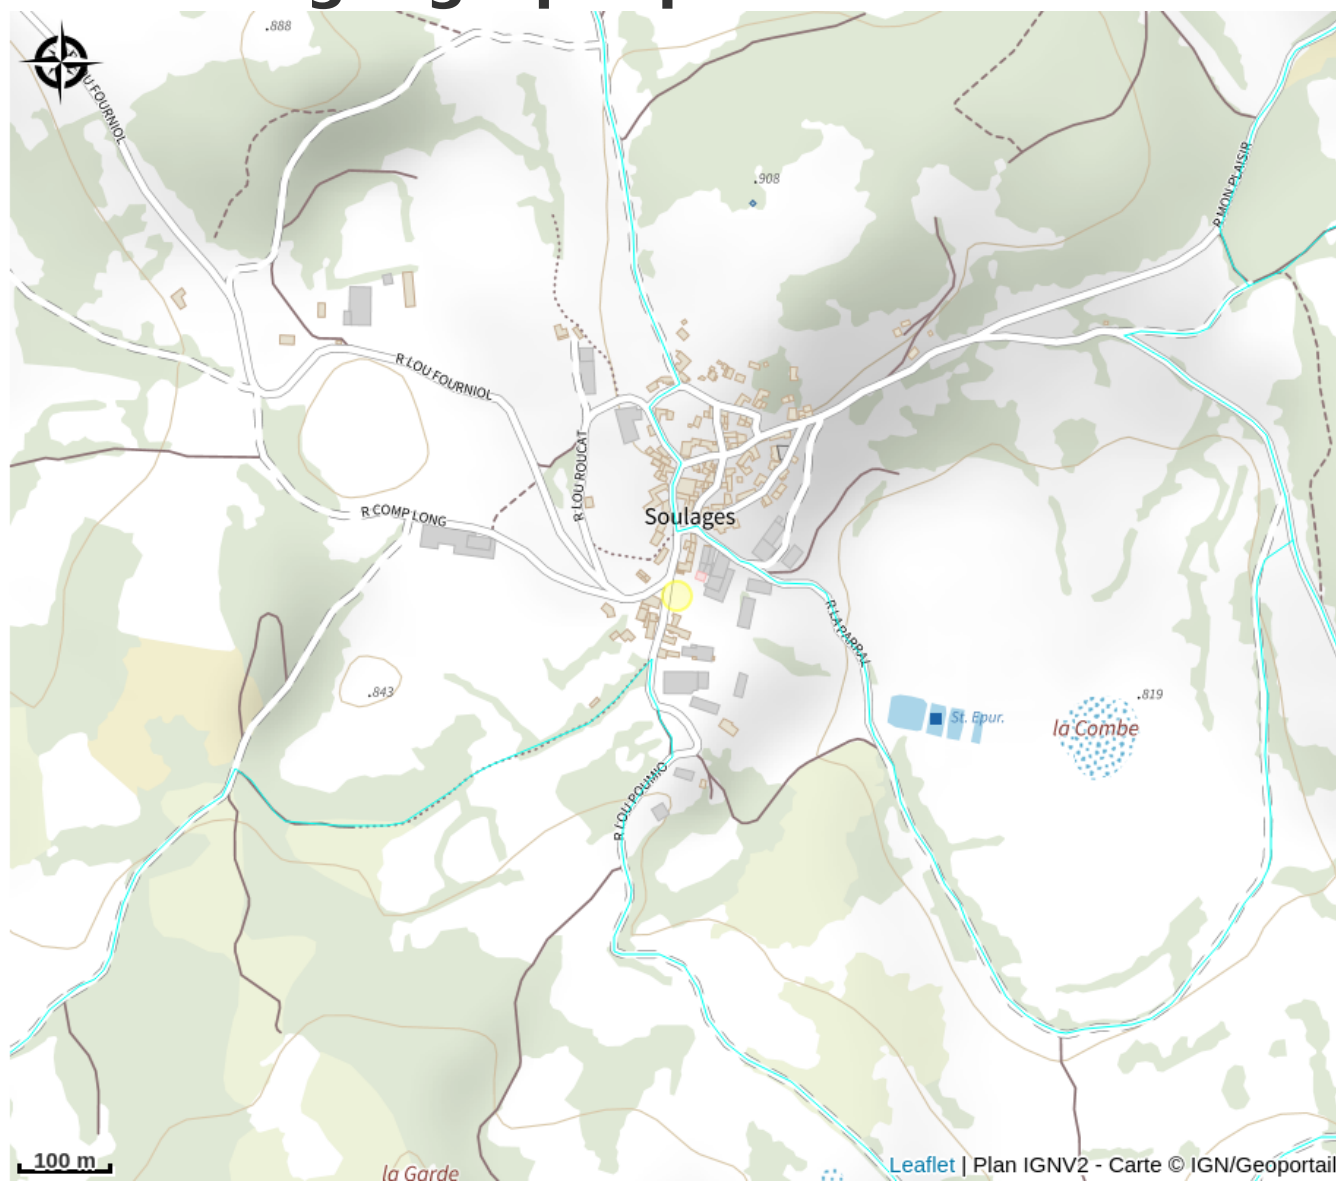 .888
LOU FOURNIOL
R MON PLAISIR
.908
R LOU FOURNIOL
R LOU ROUCAT
R COMP LONG
Soulages
R LA PARRAL
.843
.819
St. Epur.
la Combe
R LOU POUMIO
100 m
la Garde
Leaflet | Plan IGNV2 - Carte © IGN/Geoportail